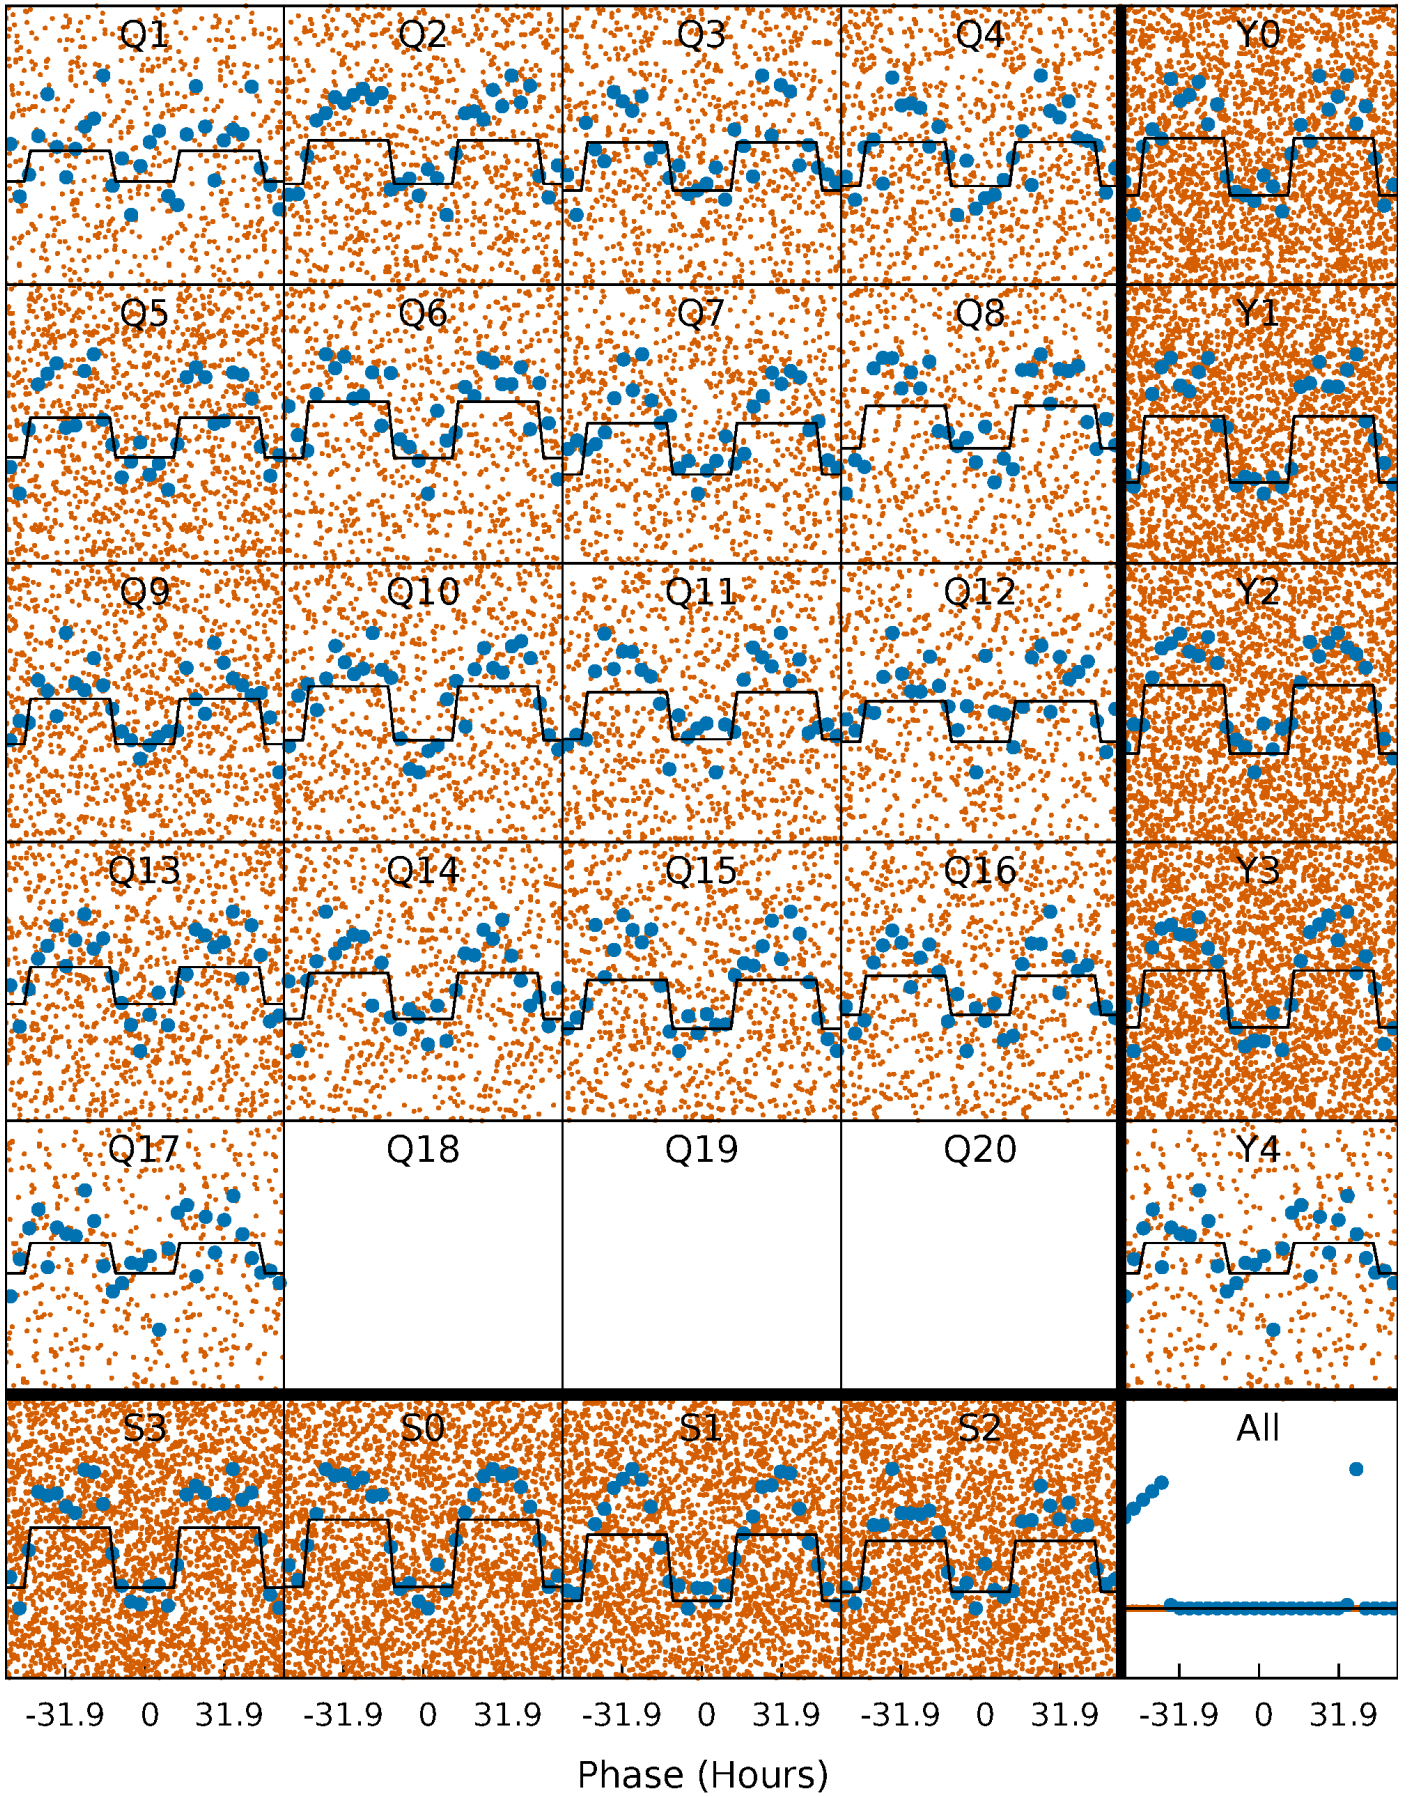 Q1 Q2 Q3 Q4 Y0
Q5 Q6 Q7 Q8 Y1
Q9 Q10 Q11 Q12 Y2
Q13 Q14 Q15 Q16 Y3
Q17 Q18 Q19 Q20 Y4
S3 S0 S1 S2 All
-31.9 0 31.9 -31.9 0 31.9 -31.9 0 31.9 -31.9 0 31.9 -31.9 0 31.9
Phase (Hours)